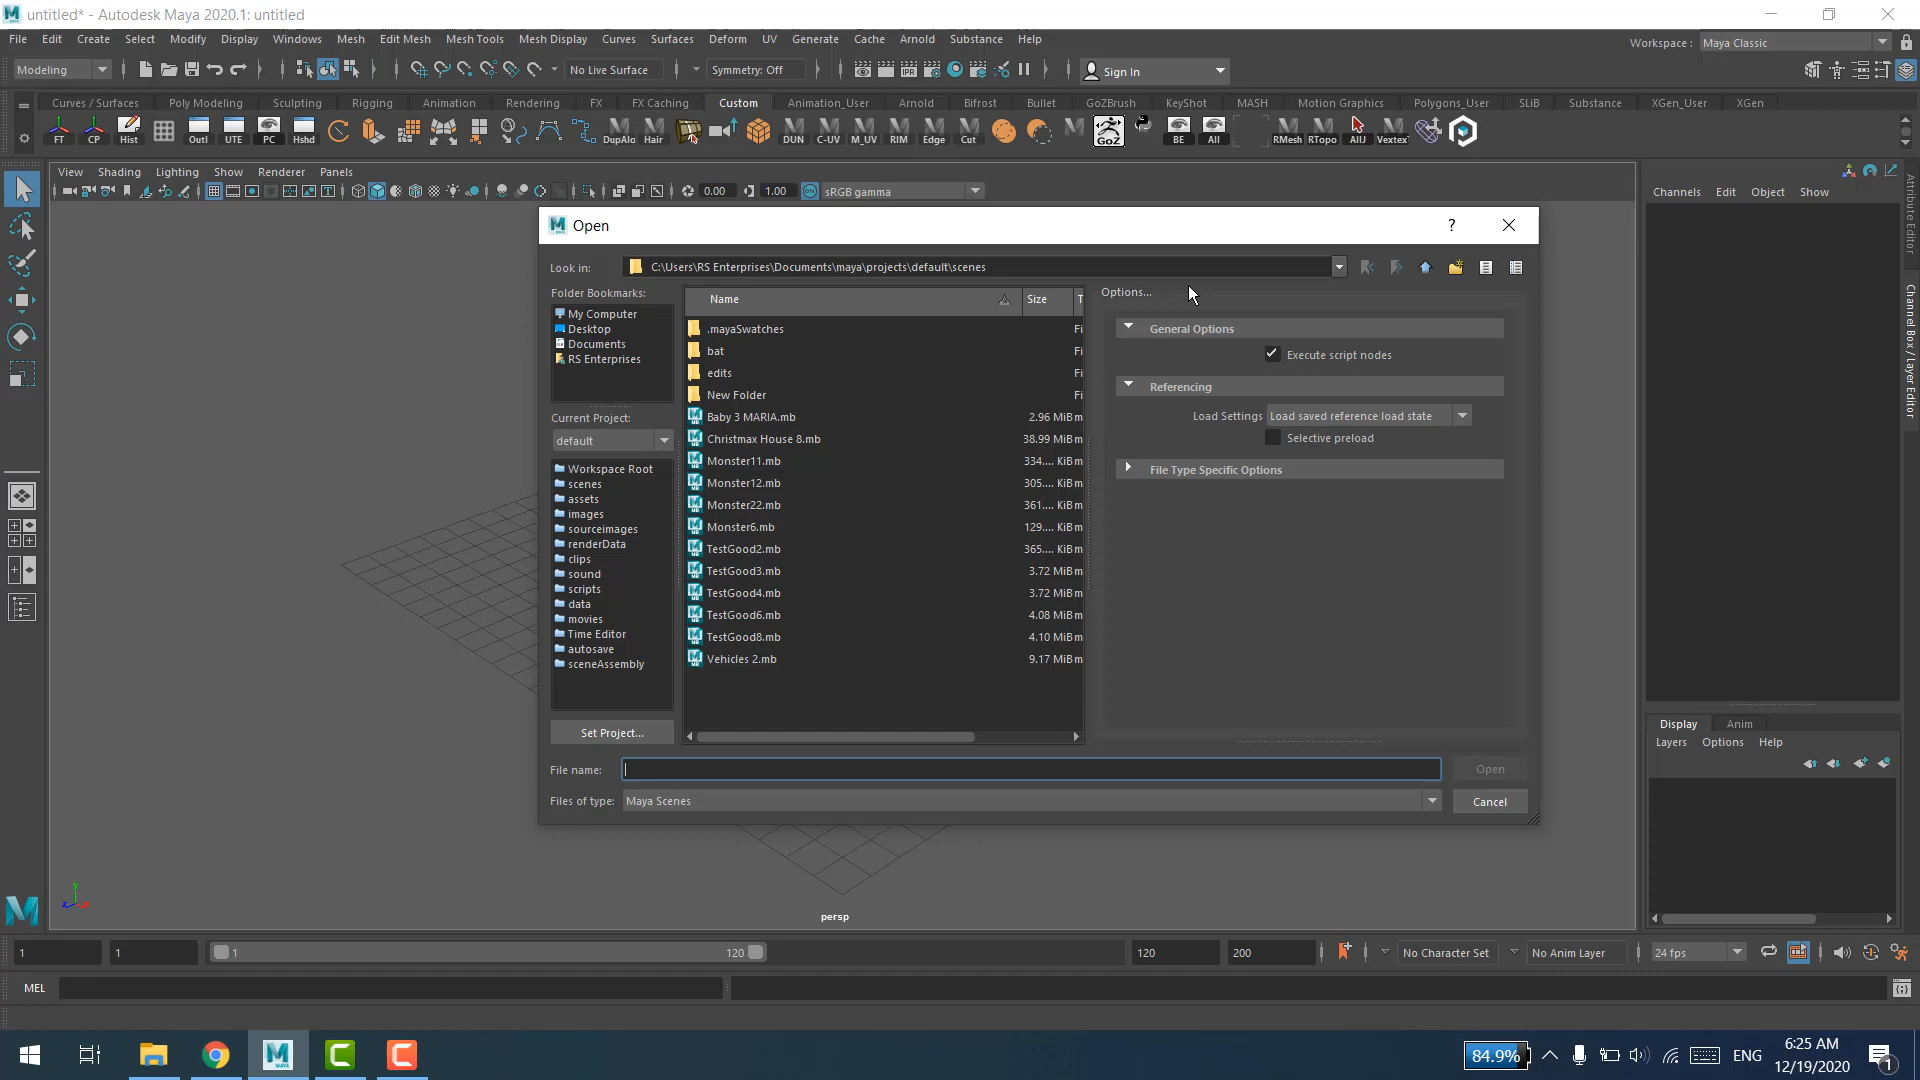 untitled* - Autodesk Maya 2020.1: untitled
File Edit Create Select Modify Display Windows Mesh Edit Mesh Mesh Tools Mesh Display Curves Surfaces Deform UV Generate Cache Arnold Substance Help
Workspace : Maya Classic
Modeling No Live Surface Symmetry: Off Sign In
Curves / Surfaces Poly Modeling Sculpting Rigging Animation Rendering FX FX Caching Custom Animation_User Arnold Bifrost Bullet GoZBrush KeyShot MASH Motion Graphics Polygons_User SLiB Substance XGen_User XGen
FT CP Hist Outl UTE PC Hshd DupAlo Hair DUN C-UV M_UV RIM Edge Cut GoZ BE All RMesh RTopo AllJ Vextex
View Shading Lighting Show Renderer Panels
0.00 1.00 sRGB gamma
Channels Edit Object Show
Attribute Editor
Channel Box / Layer Editor
Open
?
Look in: C:\Users\RS Enterprises\Documents\maya\projects\default\scenes
Folder Bookmarks:
My Computer
Desktop
Documents
RS Enterprises
Current Project:
default
Workspace Root
scenes
assets
images
sourceimages
renderData
clips
sound
scripts
data
movies
Time Editor
autosave
sceneAssembly
Set Project...
Name Size T
.mayaSwatches Fi
bat Fi
edits Fi
New Folder Fi
Baby 3 MARIA.mb 2.96 MiB m
Christmax House 8.mb 38.99 MiB m
Monster11.mb 334.... KiB m
Monster12.mb 305.... KiB m
Monster22.mb 361.... KiB m
Monster6.mb 129.... KiB m
TestGood2.mb 365.... KiB m
TestGood3.mb 3.72 MiB m
TestGood4.mb 3.72 MiB m
TestGood6.mb 4.08 MiB m
TestGood8.mb 4.10 MiB m
Vehicles 2.mb 9.17 MiB m
Options...
General Options
Execute script nodes
Referencing
Load Settings Load saved reference load state
Selective preload
File Type Specific Options
File name: Open
Files of type: Maya Scenes Cancel
persp
Display Anim
Layers Options Help
1 1 1 120 120 200 No Character Set No Anim Layer 24 fps
MEL
84.9% ENG 6:25 AM
12/19/2020
1